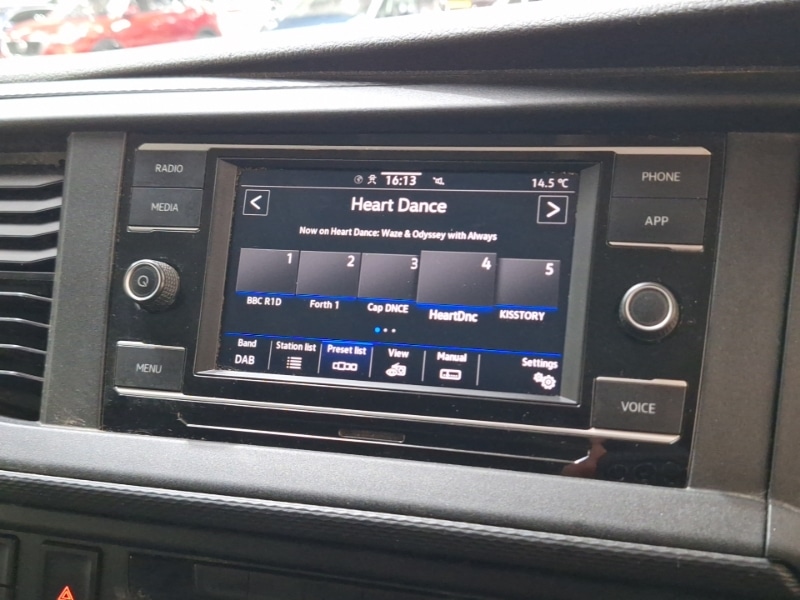 RADIO
MEDIA
MENU
PHONE
APP
VOICE
16:13
14.5 °C
<
Heart Dance
>
Now on Heart Dance: Waze & Odyssey with Always
1 2 3 4 5
BBC R1D Forth 1 Cap DNCE HeartDnc KISSTORY
Band Station list Preset list View Manual Settings
DAB